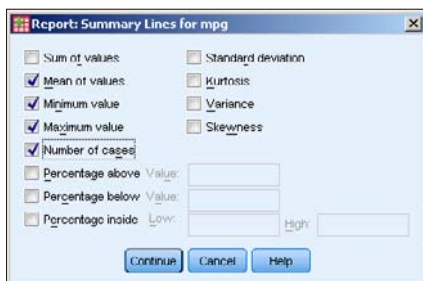 Report: Summary Lines for mpg
Sum of values
Standard deviation
Mean of values
Kurtosis
Minimum value
Variance
Maximum value
Skewness
Number of cases
Percentage above Value:
Percentage below Value:
Percentage inside Low: High:
Continue Cancel Help